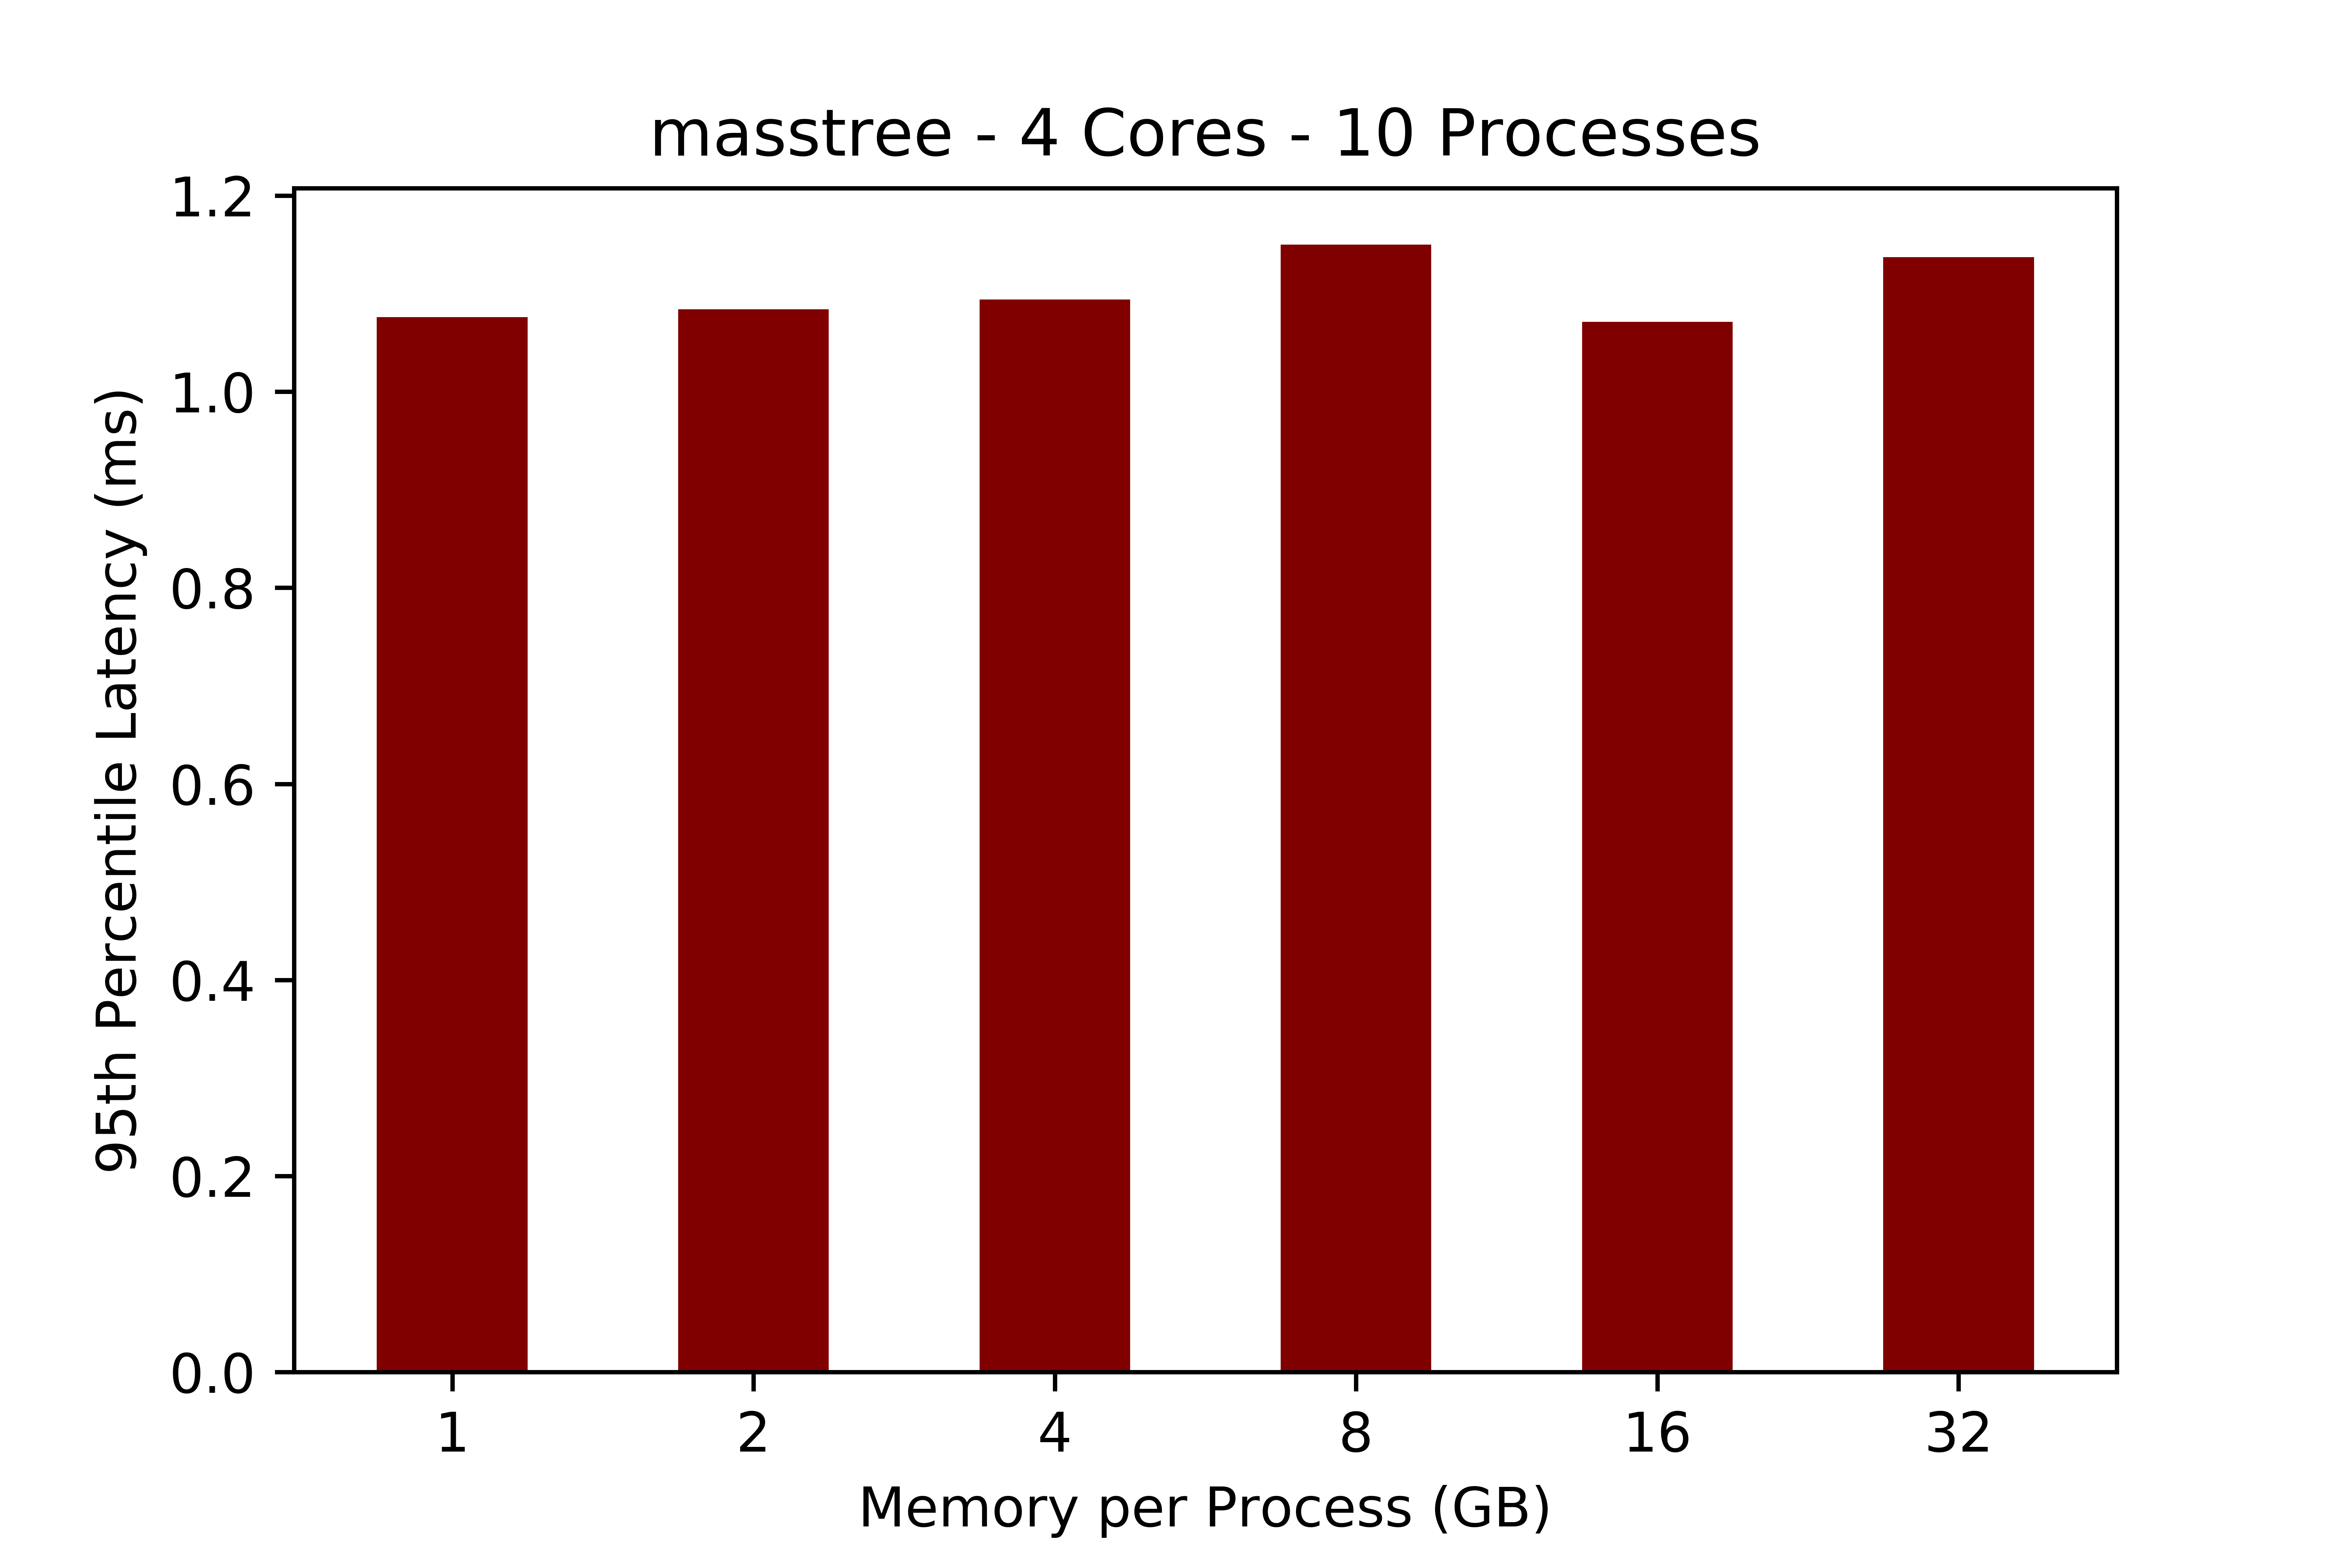 masstree - 4 Cores - 10 Processes
1.2
1.0
0.8
0.6
0.4
0.2
0.0
95th Percentile Latency (ms)
1 2 4 8 16 32
Memory per Process (GB)